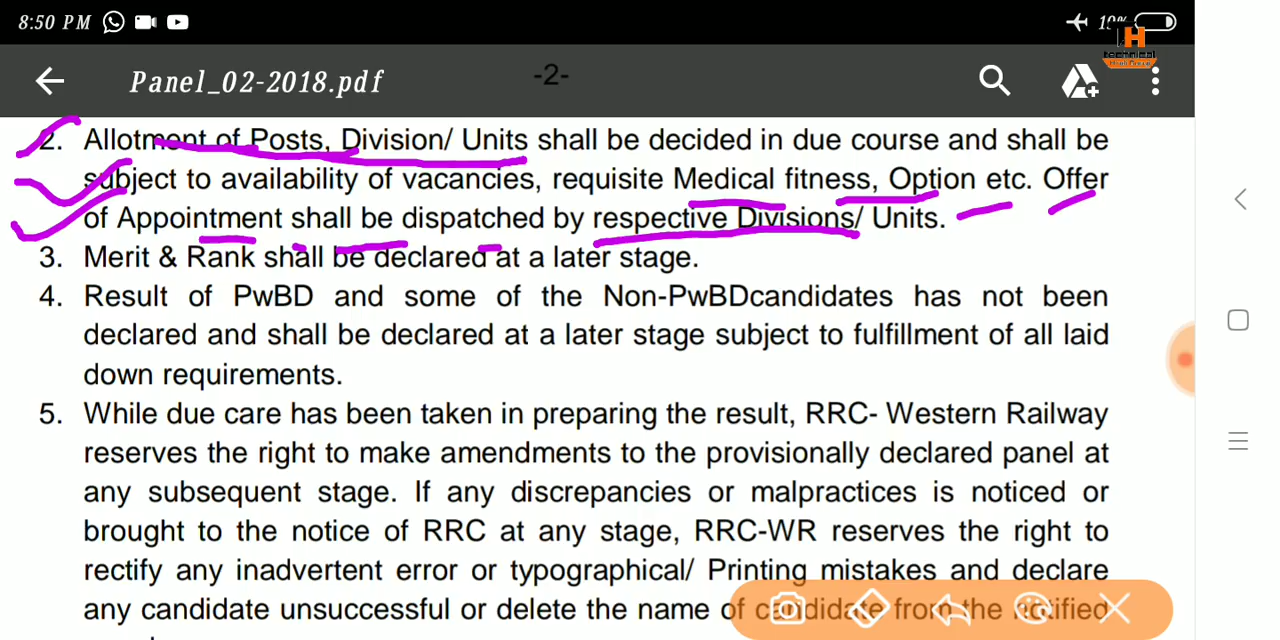 8:50 PM
19%
H
technical
Panel_02-2018.pdf
-2-
2. Allotment of Posts, Division/ Units shall be decided in due course and shall be
subject to availability of vacancies, requisite Medical fitness, Option etc. Offer
of Appointment shall be dispatched by respective Divisions/ Units.
3. Merit & Rank shall be declared at a later stage.
4. Result of PwBD and some of the Non-PwBDcandidates has not been
declared and shall be declared at a later stage subject to fulfillment of all laid
down requirements.
5. While due care has been taken in preparing the result, RRC- Western Railway
reserves the right to make amendments to the provisionally declared panel at
any subsequent stage. If any discrepancies or malpractices is noticed or
brought to the notice of RRC at any stage, RRC-WR reserves the right to
rectify any inadvertent error or typographical/ Printing mistakes and declare
any candidate unsuccessful or delete the name of candidate from the notified